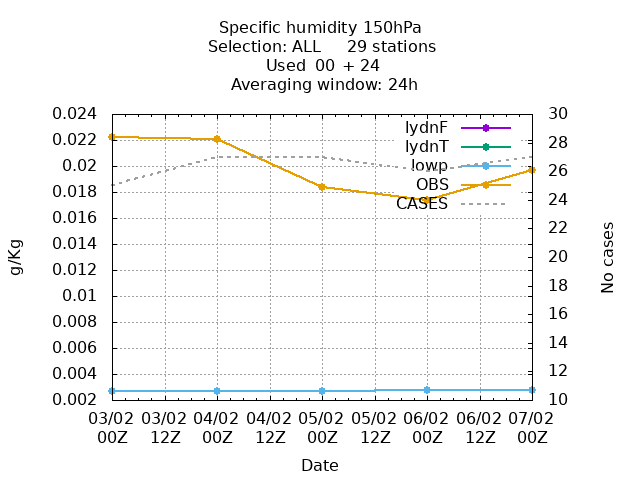 Specific humidity 150hPa
Selection: ALL 29 stations
Used 00 + 24
Averaging window: 24h
0.024
0.022
0.02
0.018
0.016
0.014
0.012
0.01
0.008
0.006
0.004
0.002
g/Kg
30
28
26
24
22
20
18
16
14
12
10
No cases
lydnF
lydnT
lowp
OBS
CASES
03/02 03/02 04/02 04/02 05/02 05/02 06/02 06/02 07/02
00Z 12Z 00Z 12Z 00Z 12Z 00Z 12Z 00Z
Date